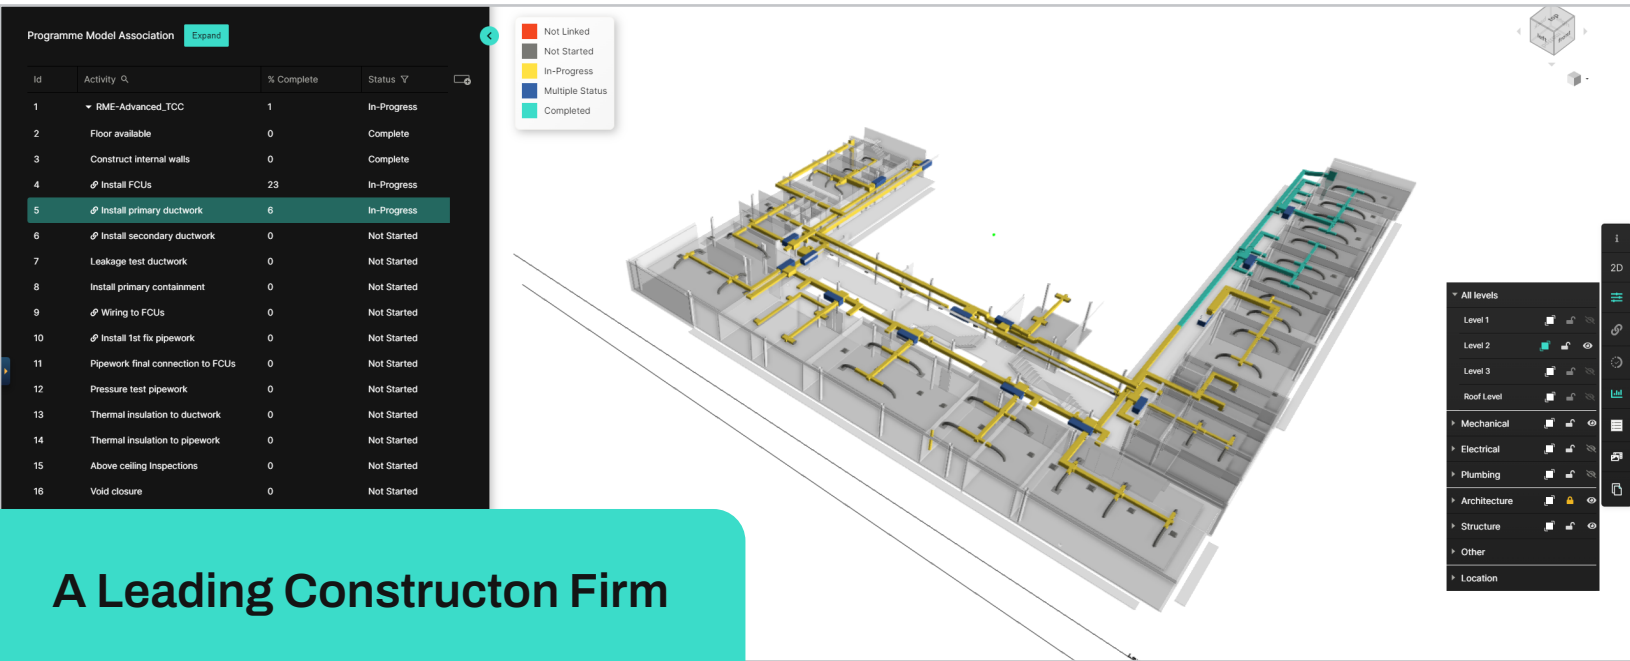 Programme Model Association Expand
Id Activity % Complete Status
1 RME-Advanced_TCC 1 In-Progress
2 Floor available 0 Complete
3 Construct internal walls 0 Complete
4 Install FCUs 23 In-Progress
5 Install primary ductwork 6 In-Progress
6 Install secondary ductwork 0 Not Started
7 Leakage test ductwork 0 Not Started
8 Install primary containment 0 Not Started
9 Wiring to FCUs 0 Not Started
10 Install 1st fix pipework 0 Not Started
11 Pipework final connection to FCUs 0 Not Started
12 Pressure test pipework 0 Not Started
13 Thermal insulation to ductwork 0 Not Started
14 Thermal insulation to pipework 0 Not Started
15 Above ceiling Inspections 0 Not Started
16 Void closure 0 Not Started
Not Linked
Not Started
In-Progress
Multiple Status
Completed
top
left front
i
2D
All levels
Level 1
Level 2
Level 3
Roof Level
Mechanical
Electrical
Plumbing
Architecture
Structure
Other
Location
A Leading Constructon Firm